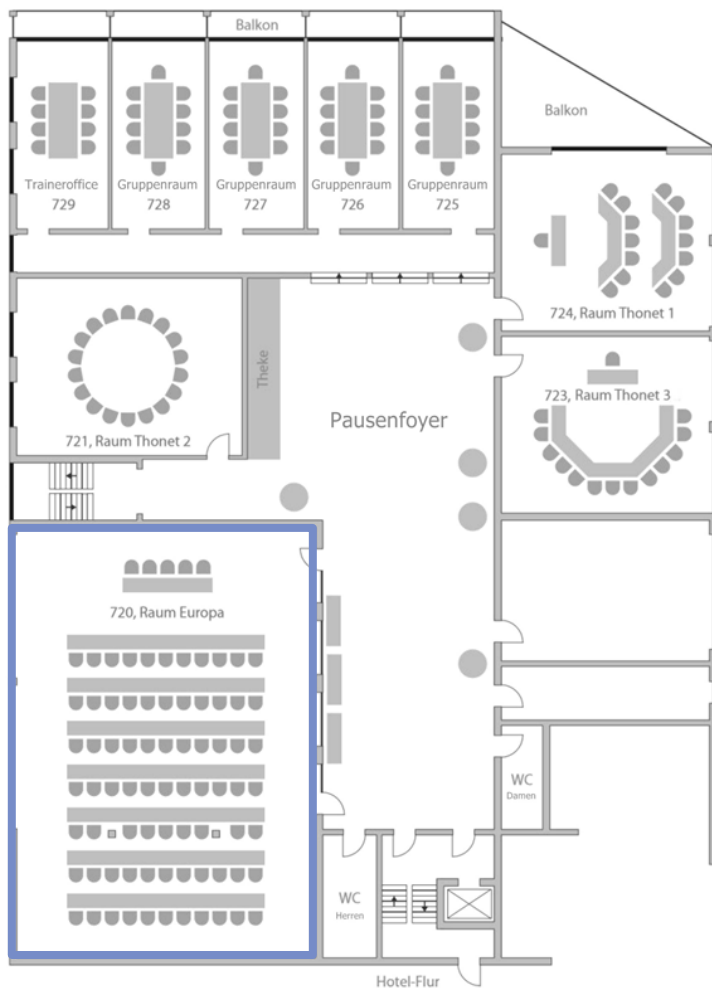 Balkon
Balkon
Traineroffice
729
Gruppenraum
728
Gruppenraum
727
Gruppenraum
726
Gruppenraum
725
724, Raum Thonet 1
723, Raum Thonet 3
Theke
Pausenfoyer
721, Raum Thonet 2
720, Raum Europa
WC
Damen
WC
Herren
Hotel-Flur